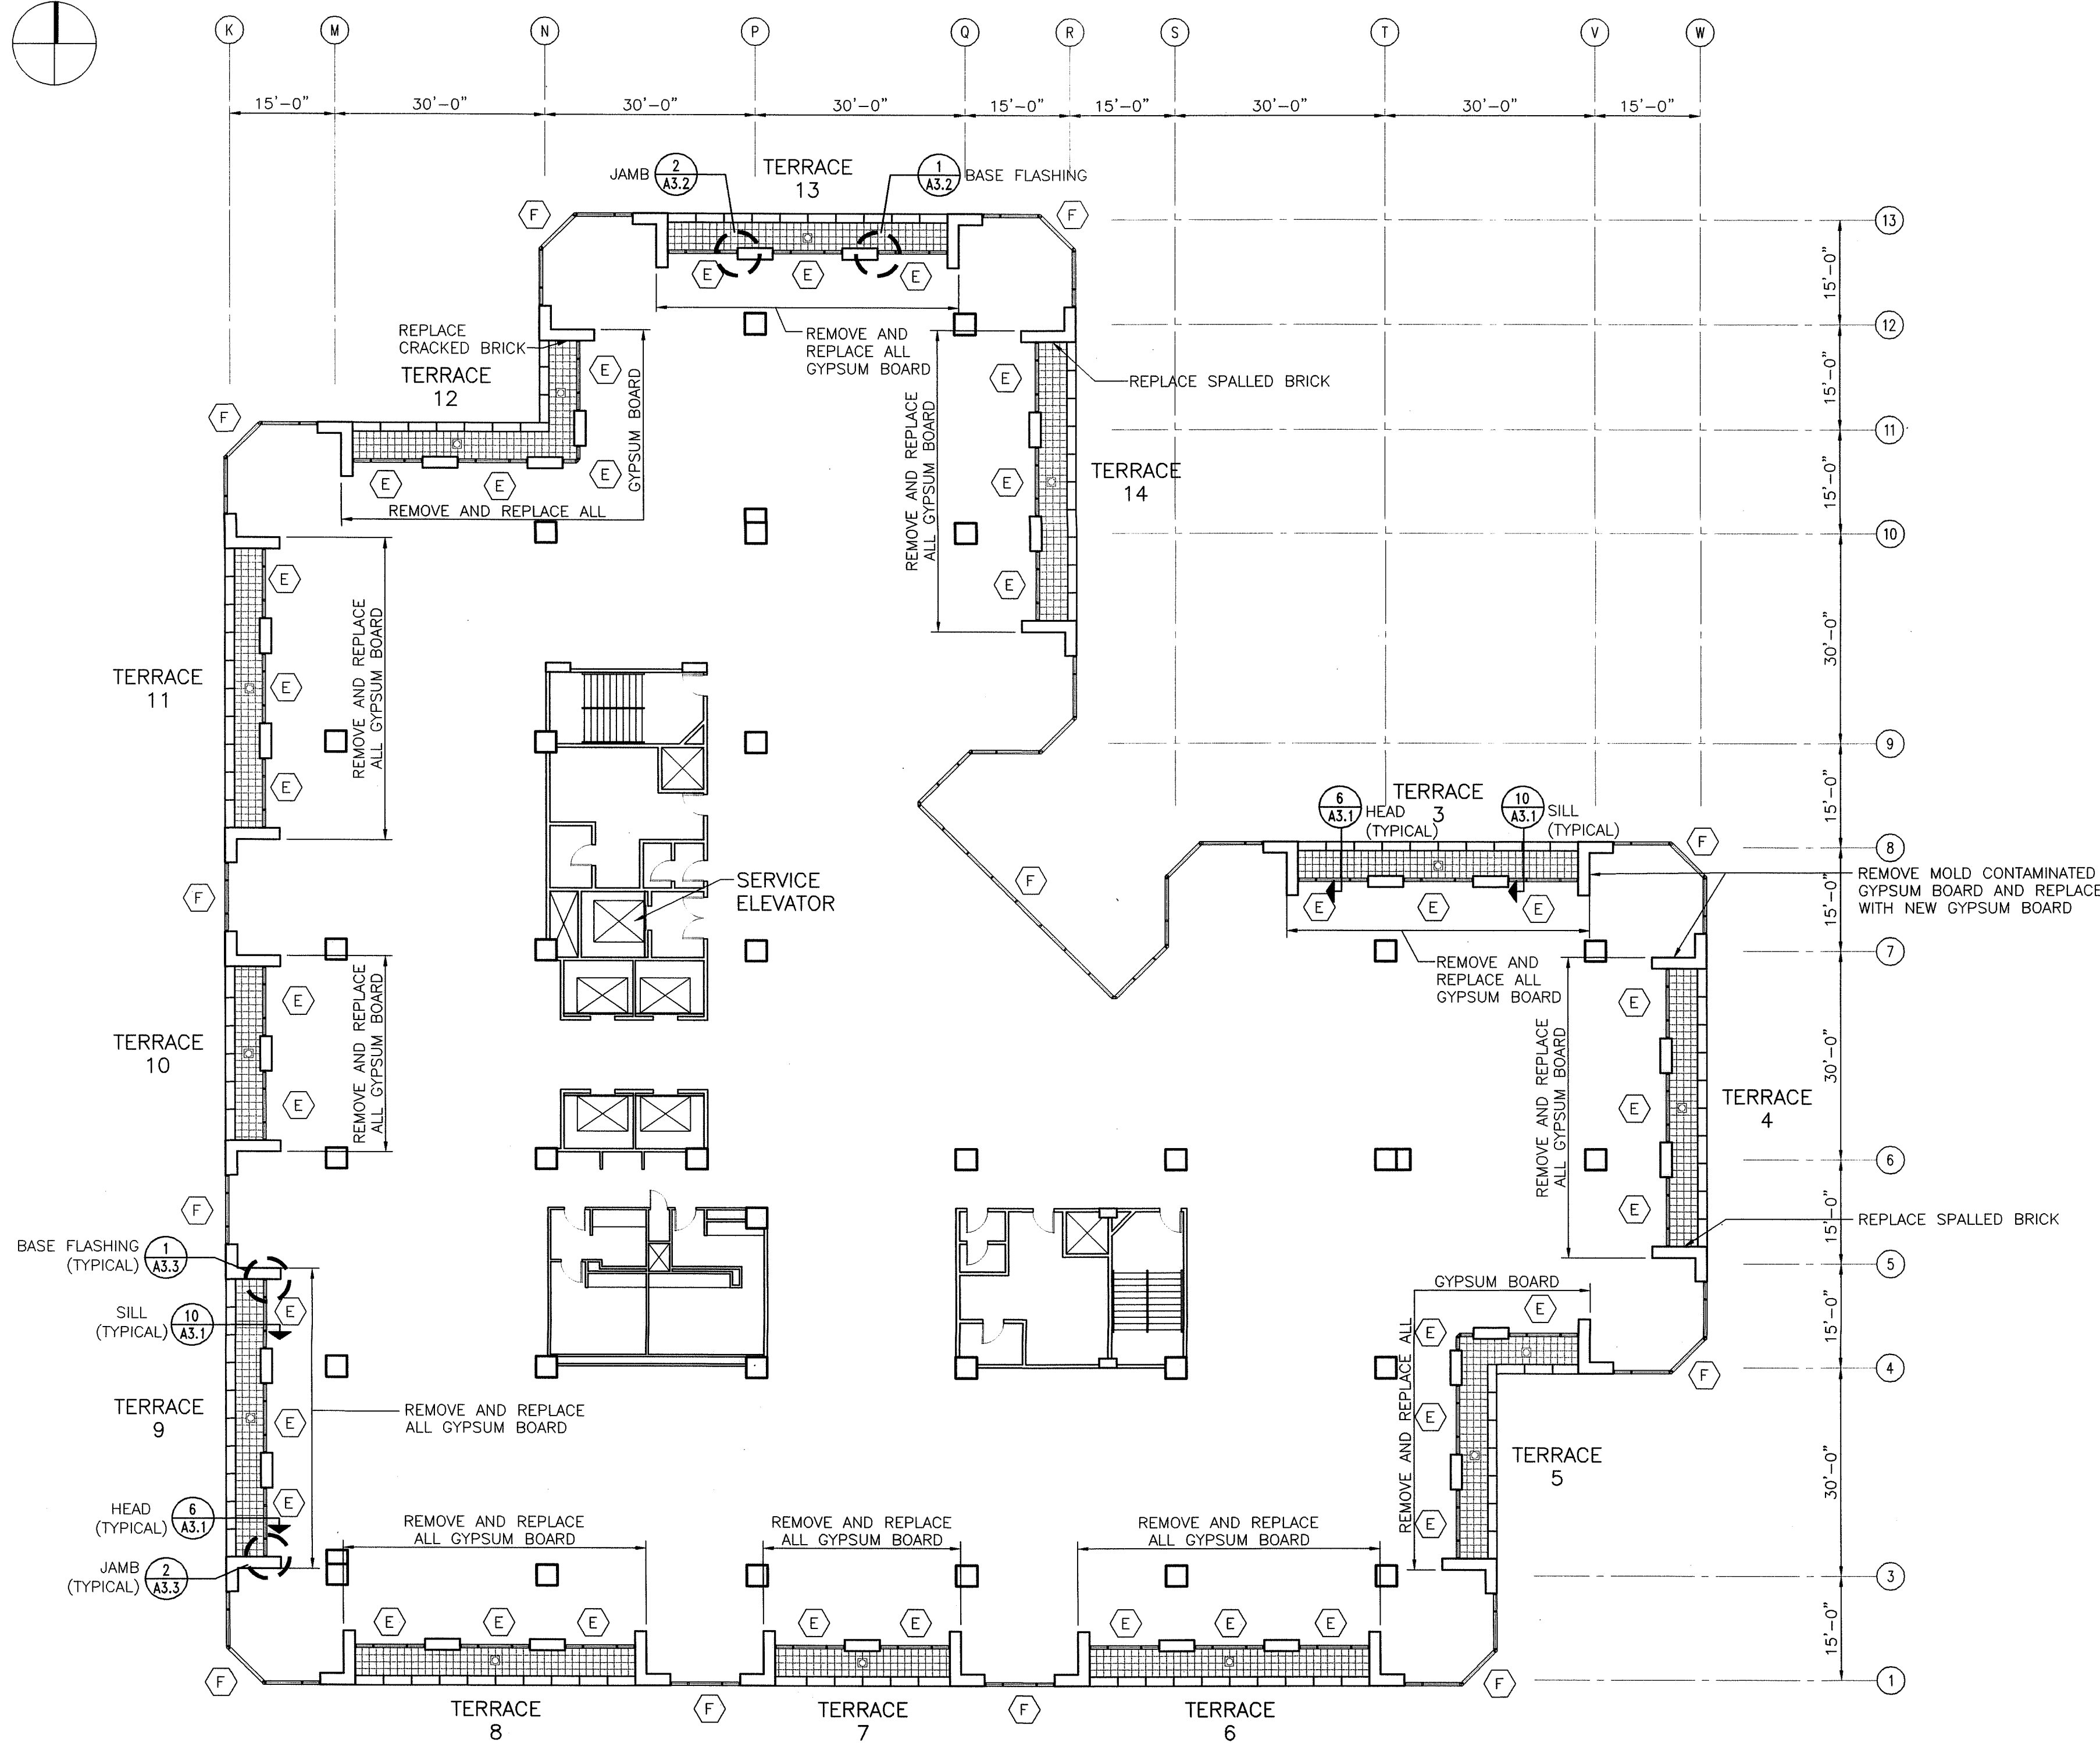 K
M
N
P
Q
R
S
T
V
W
15'-0"
30'-0"
30'-0"
30'-0"
15'-0"
15'-0"
30'-0"
30'-0"
15'-0"
JAMB
2
A3.2
TERRACE
13
1
A3.2
BASE FLASHING
F
F
13
E
E
E
15'-0"
REPLACE
CRACKED BRICK
REMOVE AND
REPLACE ALL
GYPSUM BOARD
12
TERRACE
12
E
E
REPLACE SPALLED BRICK
15'-0"
F
GYPSUM BOARD
REMOVE AND REPLACE
ALL GYPSUM BOARD
11
E
E
E
E
TERRACE
14
15'-0"
REMOVE AND REPLACE ALL
10
E
E
REMOVE AND REPLACE
ALL GYPSUM BOARD
30'-0"
TERRACE
11
E
E
9
SERVICE
ELEVATOR
TERRACE
3
6
A3.1
HEAD
(TYPICAL)
10
A3.1
SILL
(TYPICAL)
15'-0"
F
8
F
F
E
E
E
REMOVE MOLD CONTAMINATED
GYPSUM BOARD AND REPLACE
WITH NEW GYPSUM BOARD
15'-0"
7
REMOVE AND
REPLACE ALL
GYPSUM BOARD
TERRACE
10
E
E
REMOVE AND REPLACE
ALL GYPSUM BOARD
REMOVE AND REPLACE
ALL GYPSUM BOARD
E
E
E
TERRACE
4
30'-0"
6
F
15'-0"
REPLACE SPALLED BRICK
BASE FLASHING
(TYPICAL)
1
A3.3
5
SILL
(TYPICAL)
10
A3.1
E
GYPSUM BOARD
E
E
15'-0"
REMOVE AND REPLACE ALL
4
F
TERRACE
9
E
REMOVE AND REPLACE
ALL GYPSUM BOARD
E
TERRACE
5
30'-0"
HEAD
(TYPICAL)
6
A3.1
E
E
REMOVE AND REPLACE
ALL GYPSUM BOARD
REMOVE AND REPLACE
ALL GYPSUM BOARD
REMOVE AND REPLACE
ALL GYPSUM BOARD
JAMB
(TYPICAL)
2
A3.3
3
E
E
E
E
E
E
E
E
15'-0"
F
F
1
TERRACE
8
F
TERRACE
7
F
TERRACE
6